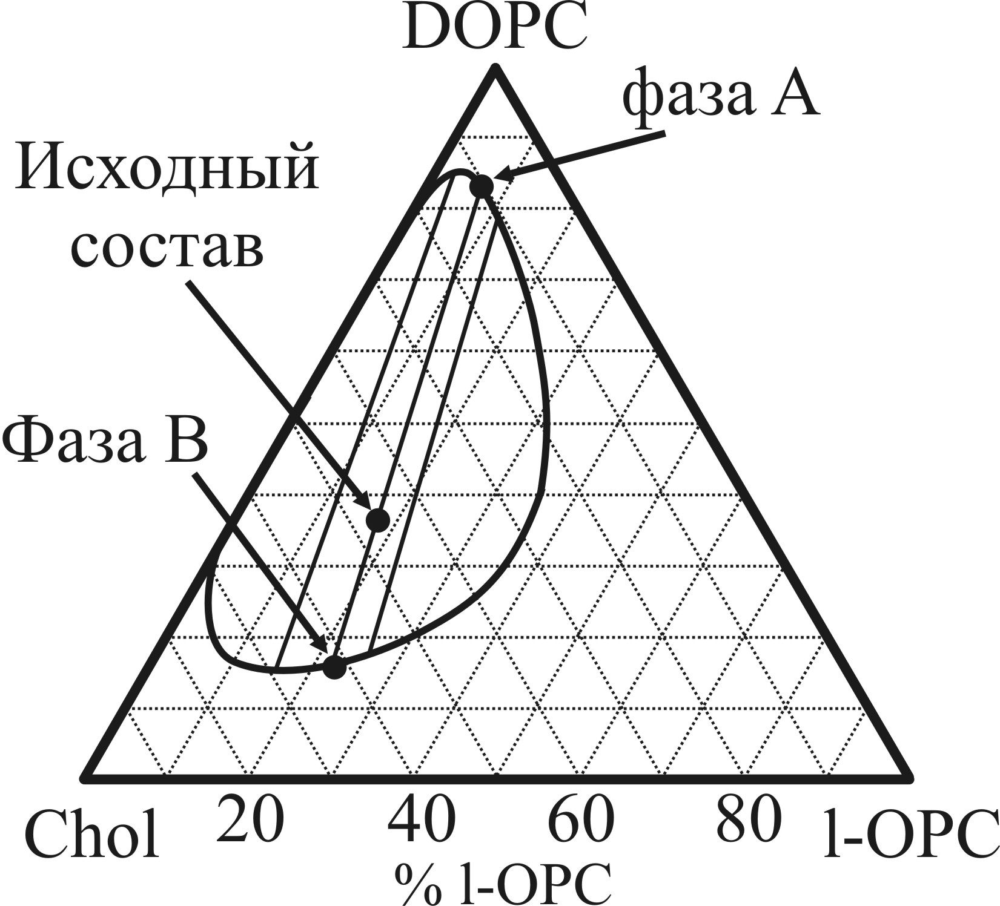 DOPC
фаза А
Исходный
состав
Фаза В
Chol
20
40
60
80
l-OPC
% l-OPC